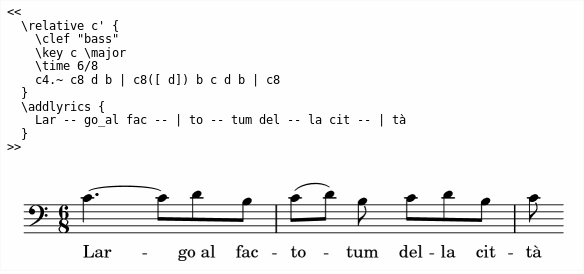 <<
  \relative c' {
    \clef "bass"
    \key c \major
    \time 6/8
    c4.~ c8 d b | c8([ d]) b c d b | c8
  }
  \addlyrics {
    Lar -- go_al fac -- | to -- tum del -- la cit -- | tà
  }
>>
6
8
Lar - go al fac - to - tum del - la cit - tà